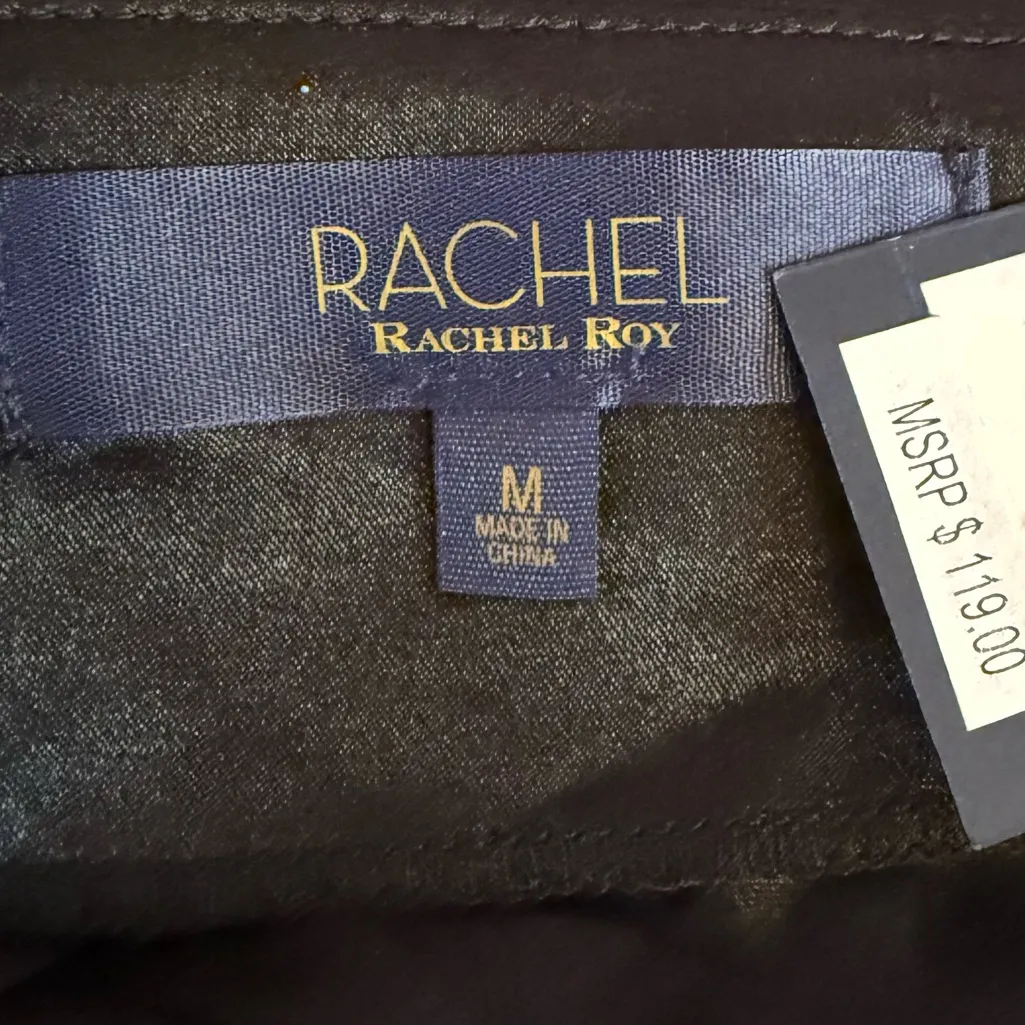 RACHEL
RACHEL ROY
M
MADE IN
CHINA
MSRP $ 119.00